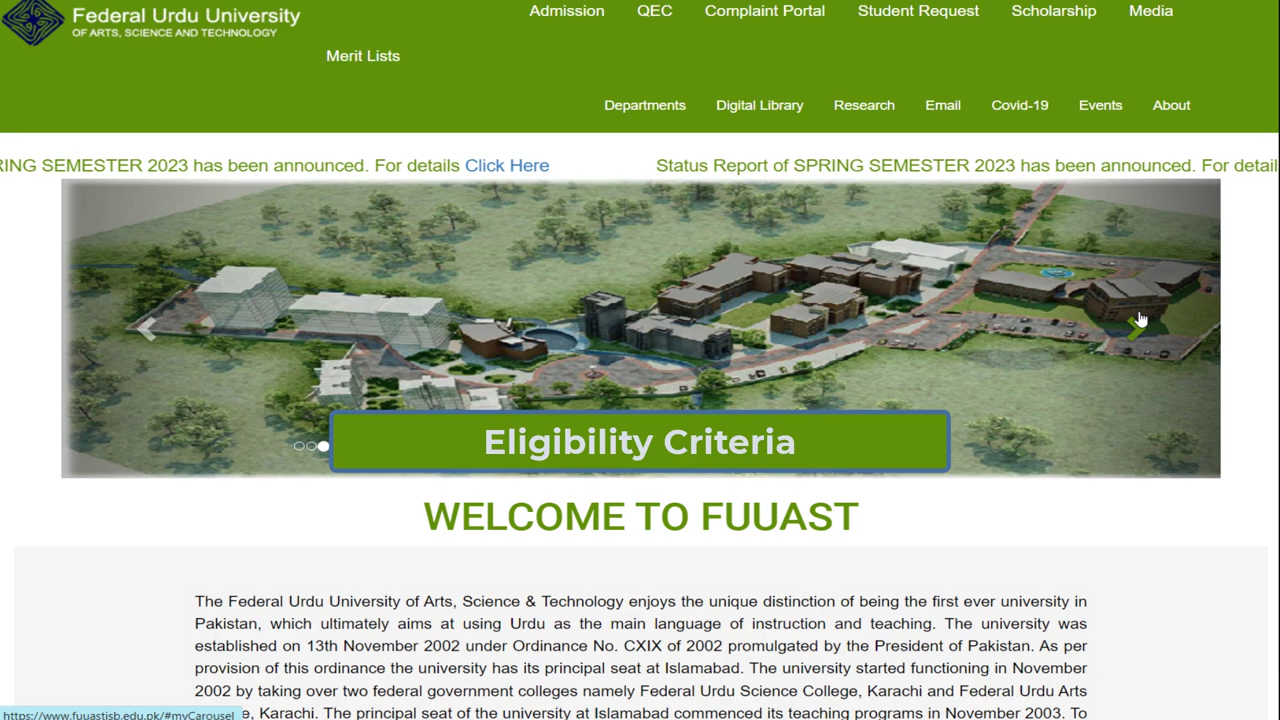 Federal Urdu University
OF ARTS, SCIENCE AND TECHNOLOGY
Admission QEC Complaint Portal Student Request Scholarship Media
Merit Lists
Departments Digital Library Research Email Covid-19 Events About
RING SEMESTER 2023 has been announced. For details Click Here Status Report of SPRING SEMESTER 2023 has been announced. For detail
Eligibility Criteria
WELCOME TO FUUAST
The Federal Urdu University of Arts, Science & Technology enjoys the unique distinction of being the first ever university in
Pakistan, which ultimately aims at using Urdu as the main language of instruction and teaching. The university was
established on 13th November 2002 under Ordinance No. CXIX of 2002 promulgated by the President of Pakistan. As per
provision of this ordinance the university has its principal seat at Islamabad. The university started functioning in November
2002 by taking over two federal government colleges namely Federal Urdu Science College, Karachi and Federal Urdu Arts
e, Karachi. The principal seat of the university at Islamabad commenced its teaching programs in November 2003. To
https://www.fuuastisb.edu.pk/#myCarousel